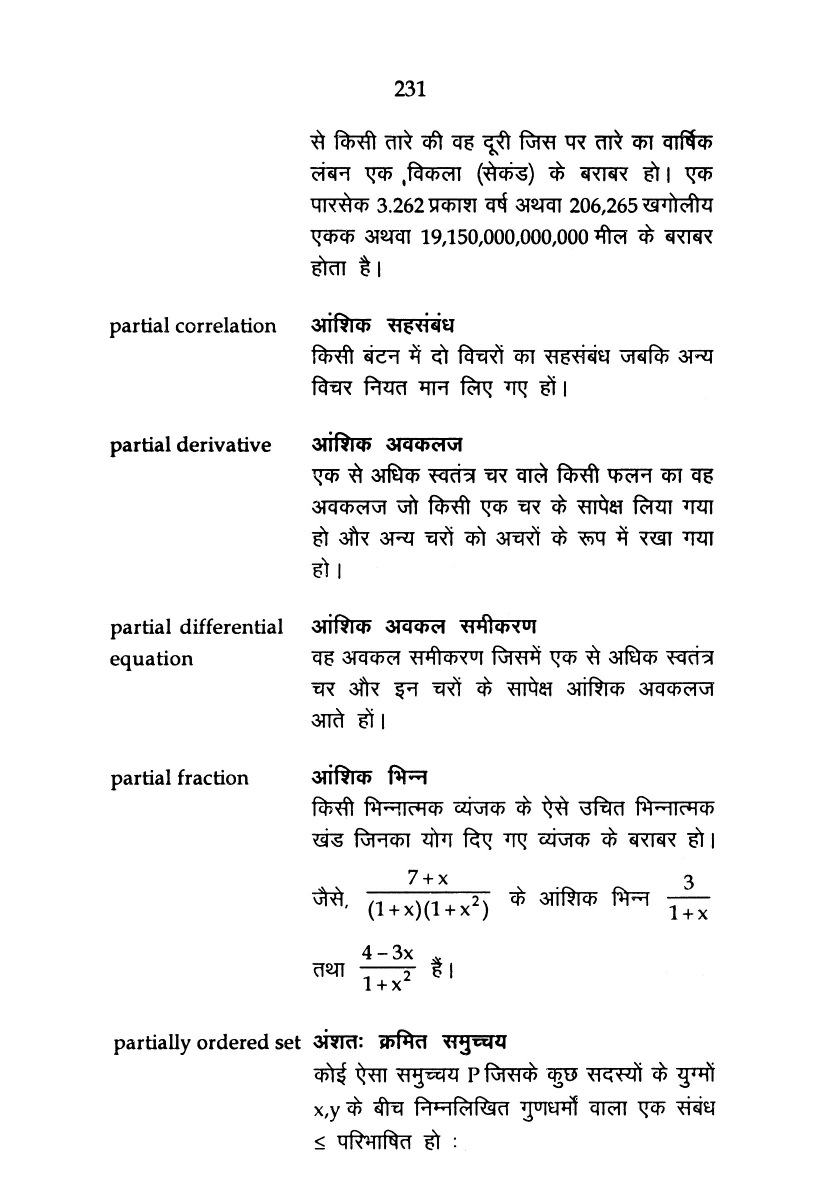 231
से किसी तारे की वह दूरी जिस पर तारे का वार्षिक
लंबन एक विकला (सेकंड) के बराबर हो। एक
पारसेक 3.262 प्रकाश वर्ष अथवा 206,265 खगोलीय
एकक अथवा 19,150,000,000,000 मील के बराबर
होता है।
partial correlation आंशिक सहसंबंध
किसी बंटन में दो विचरों का सहसंबंध जबकि अन्य
विचर नियत मान लिए गए हों।
partial derivative आंशिक अवकलज
एक से अधिक स्वतंत्र चर वाले किसी फलन का वह
अवकलज जो किसी एक चर के सापेक्ष लिया गया
हो और अन्य चरों को अचरों के रूप में रखा गया
हो।
partial differential आंशिक अवकल समीकरण
equation वह अवकल समीकरण जिसमें एक से अधिक स्वतंत्र
चर और इन चरों के सापेक्ष आंशिक अवकलज
आते हों।
partial fraction आंशिक भिन्न
किसी भिन्नात्मक व्यंजक के ऐसे उचित भिन्नात्मक
खंड जिनका योग दिए गए व्यंजक के बराबर हो।
जैसे, (7+x)/((1+x)(1+x²)) के आंशिक भिन्न 3/(1+x)
तथा (4-3x)/(1+x²) हैं।
partially ordered set अंशतः क्रमित समुच्चय
कोई ऐसा समुच्चय P जिसके कुछ सदस्यों के युग्मों
x,y के बीच निम्नलिखित गुणधर्मों वाला एक संबंध
≤ परिभाषित हो :